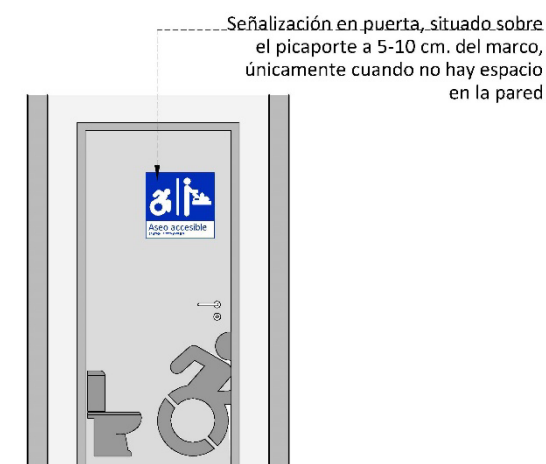 Señalización en puerta, situado sobre
el picaporte a 5-10 cm. del marco,
únicamente cuando no hay espacio
en la pared
Aseo accesible